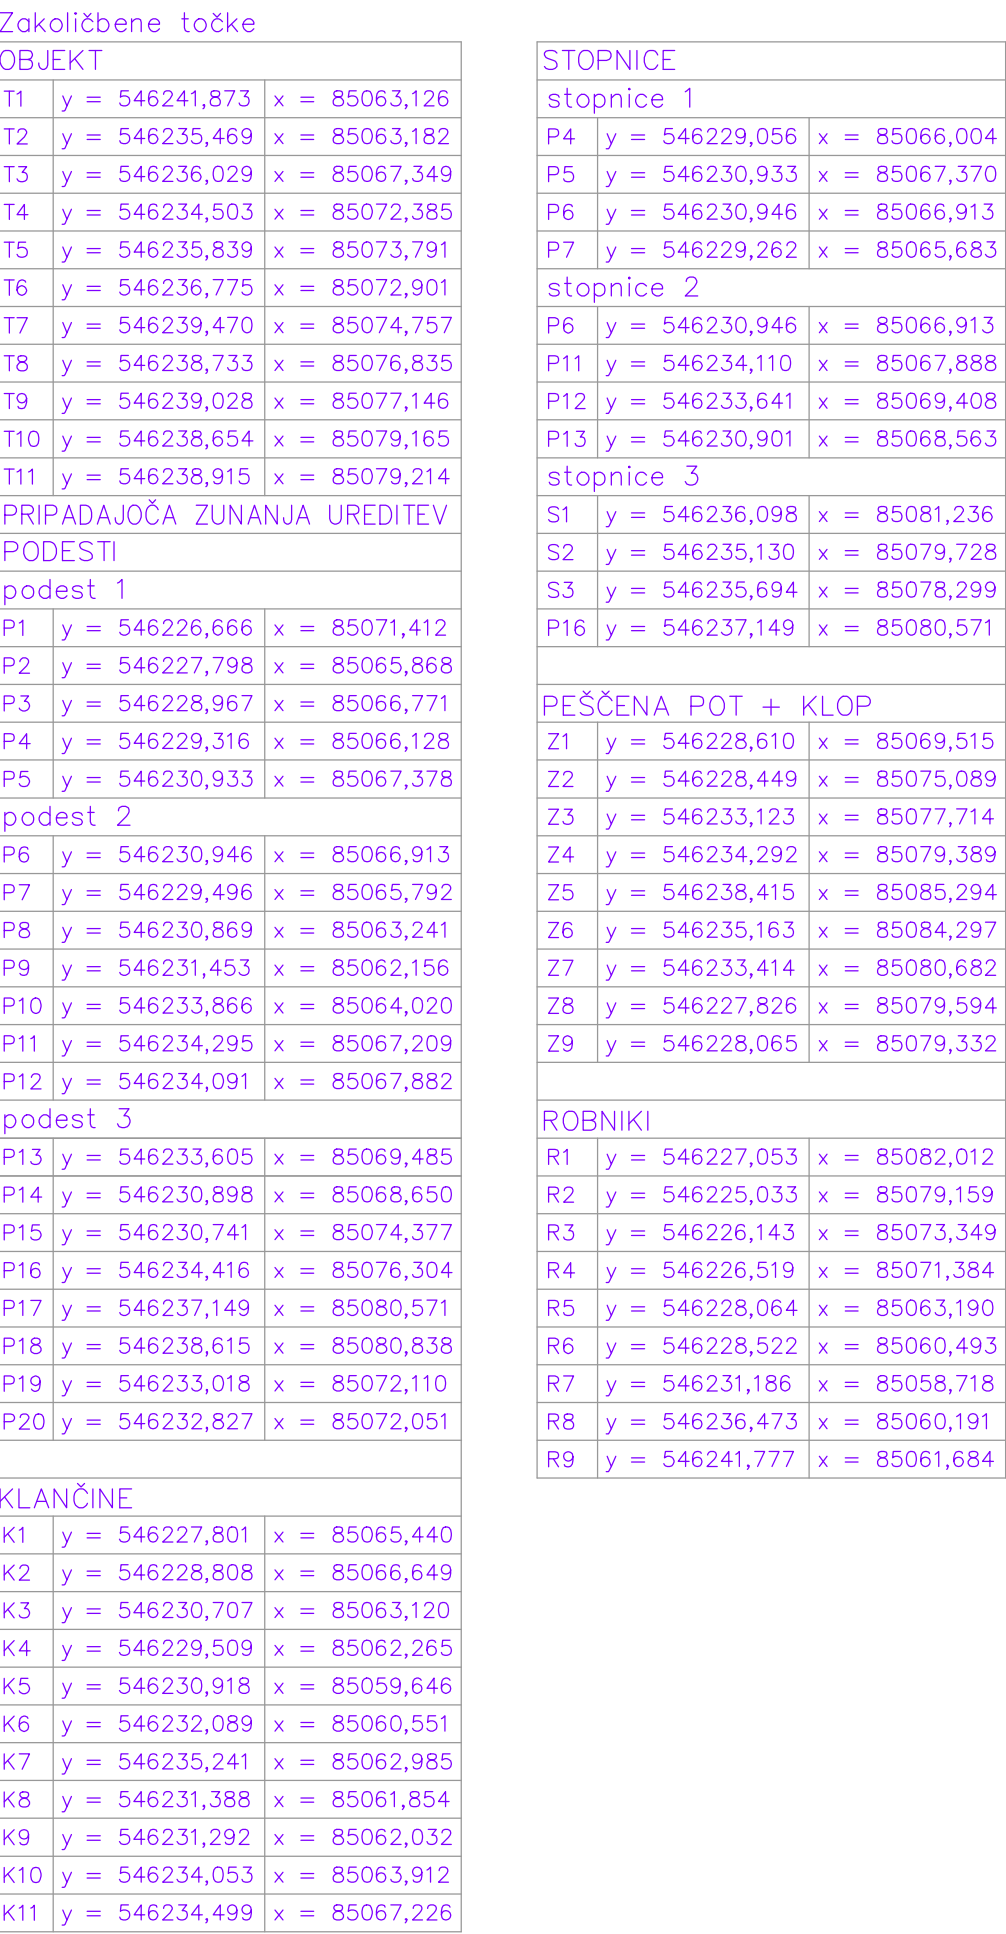 Zakoličbene točke
OBJEKT
T1 y = 546241,873 x = 85063,126
T2 y = 546235,469 x = 85063,182
T3 y = 546236,029 x = 85067,349
T4 y = 546234,503 x = 85072,385
T5 y = 546235,839 x = 85073,791
T6 y = 546236,775 x = 85072,901
T7 y = 546239,470 x = 85074,757
T8 y = 546238,733 x = 85076,835
T9 y = 546239,028 x = 85077,146
T10 y = 546238,654 x = 85079,165
T11 y = 546238,915 x = 85079,214
PRIPADAJOČA ZUNANJA UREDITEV
PODESTI
podest 1
P1 y = 546226,666 x = 85071,412
P2 y = 546227,798 x = 85065,868
P3 y = 546228,967 x = 85066,771
P4 y = 546229,316 x = 85066,128
P5 y = 546230,933 x = 85067,378
podest 2
P6 y = 546230,946 x = 85066,913
P7 y = 546229,496 x = 85065,792
P8 y = 546230,869 x = 85063,241
P9 y = 546231,453 x = 85062,156
P10 y = 546233,866 x = 85064,020
P11 y = 546234,295 x = 85067,209
P12 y = 546234,091 x = 85067,882
podest 3
P13 y = 546233,605 x = 85069,485
P14 y = 546230,898 x = 85068,650
P15 y = 546230,741 x = 85074,377
P16 y = 546234,416 x = 85076,304
P17 y = 546237,149 x = 85080,571
P18 y = 546238,615 x = 85080,838
P19 y = 546233,018 x = 85072,110
P20 y = 546232,827 x = 85072,051
KLANČINE
K1 y = 546227,801 x = 85065,440
K2 y = 546228,808 x = 85066,649
K3 y = 546230,707 x = 85063,120
K4 y = 546229,509 x = 85062,265
K5 y = 546230,918 x = 85059,646
K6 y = 546232,089 x = 85060,551
K7 y = 546235,241 x = 85062,985
K8 y = 546231,388 x = 85061,854
K9 y = 546231,292 x = 85062,032
K10 y = 546234,053 x = 85063,912
K11 y = 546234,499 x = 85067,226
STOPNICE
stopnice 1
P4 y = 546229,056 x = 85066,004
P5 y = 546230,933 x = 85067,370
P6 y = 546230,946 x = 85066,913
P7 y = 546229,262 x = 85065,683
stopnice 2
P6 y = 546230,946 x = 85066,913
P11 y = 546234,110 x = 85067,888
P12 y = 546233,641 x = 85069,408
P13 y = 546230,901 x = 85068,563
stopnice 3
S1 y = 546236,098 x = 85081,236
S2 y = 546235,130 x = 85079,728
S3 y = 546235,694 x = 85078,299
P16 y = 546237,149 x = 85080,571
PEŠČENA POT + KLOP
Z1 y = 546228,610 x = 85069,515
Z2 y = 546228,449 x = 85075,089
Z3 y = 546233,123 x = 85077,714
Z4 y = 546234,292 x = 85079,389
Z5 y = 546238,415 x = 85085,294
Z6 y = 546235,163 x = 85084,297
Z7 y = 546233,414 x = 85080,682
Z8 y = 546227,826 x = 85079,594
Z9 y = 546228,065 x = 85079,332
ROBNIKI
R1 y = 546227,053 x = 85082,012
R2 y = 546225,033 x = 85079,159
R3 y = 546226,143 x = 85073,349
R4 y = 546226,519 x = 85071,384
R5 y = 546228,064 x = 85063,190
R6 y = 546228,522 x = 85060,493
R7 y = 546231,186 x = 85058,718
R8 y = 546236,473 x = 85060,191
R9 y = 546241,777 x = 85061,684